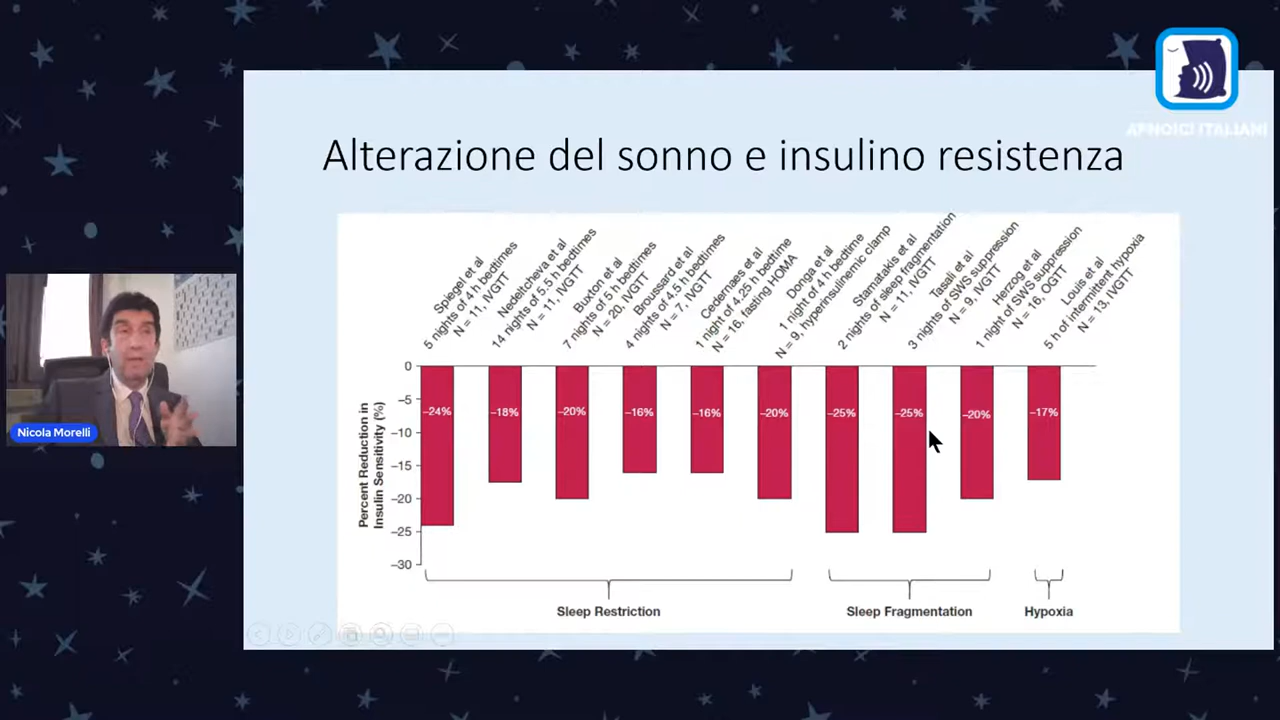 APNOICI ITALIANI
Alterazione del sonno e insulino resistenza
Spiegel et al
5 nights of 4 h bedtimes
N = 11, IVGTT
Nedeltcheva et al
14 nights of 5.5 h bedtimes
N = 11, IVGTT
Buxton et al
7 nights of 5 h bedtimes
N = 20, IVGTT
Broussard et al
4 nights of 4.5 h bedtimes
N = 7, IVGTT
Cedernaes et al
1 night of 4.25 h bedtime
N = 16, fasting HOMA
Donga et al
1 night of 4 h bedtime
N = 9, hyperinsulinemic clamp
Stamatakis et al
2 nights of sleep fragmentation
N = 11, IVGTT
Tasali et al
3 nights of SWS suppression
N = 9, IVGTT
Herzog et al
1 night of SWS suppression
N = 16, OGTT
Louis et al
5 h of intermittent hypoxia
N = 13, IVGTT
Percent Reduction in
Insulin Sensitivity (%)
0
–5
–10
–15
–20
–25
–30
–24%
–18%
–20%
–16%
–16%
–20%
–25%
–25%
–20%
–17%
Sleep Restriction
Sleep Fragmentation
Hypoxia
Nicola Morelli